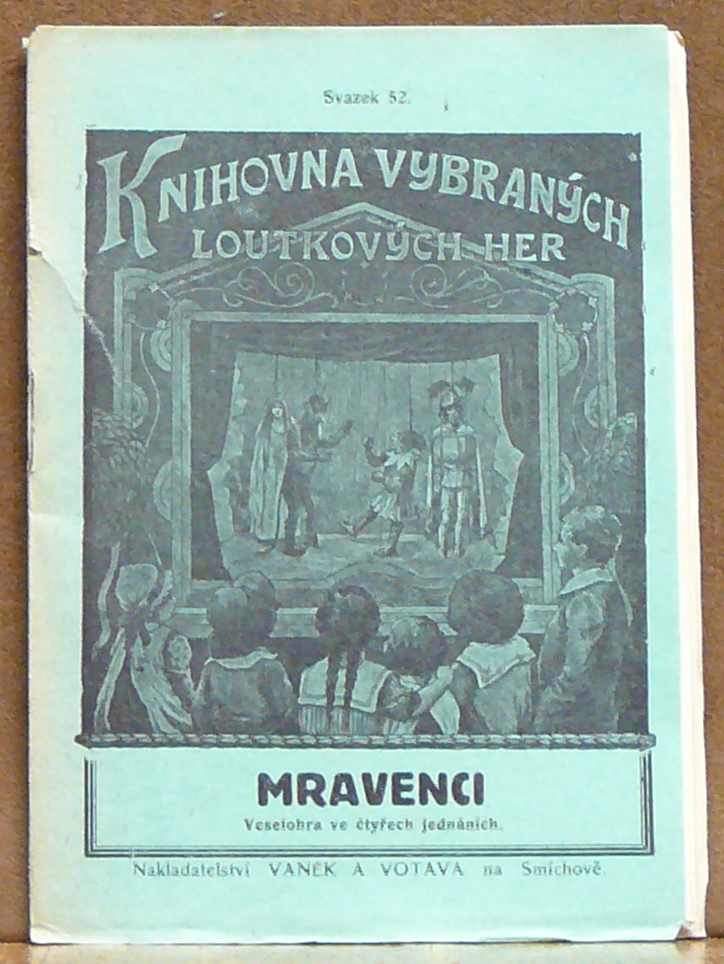 Svazek 52.
KNIHOVNA VYBRANÝCH
LOUTKOVÝCH HER
MRAVENCI
Veselohra ve čtyřech jednáních.
Nakladatelství VANĚK A VOTAVA na Smíchově